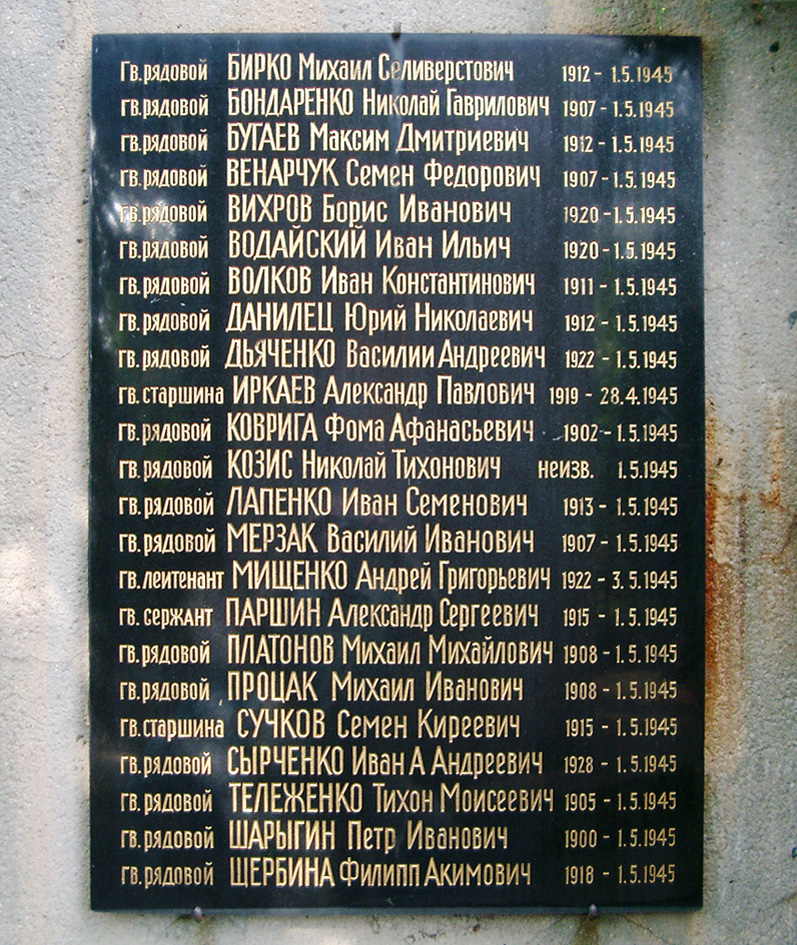 Гв.рядовой БИРКО Михаил Селиверстович 1912 - 1.5.1945
гв.рядовой БОНДАРЕНКО Николай Гаврилович 1907 - 1.5.1945
гв.рядовой БУГАЕВ Максим Дмитриевич 1912 - 1.5.1945
гв.рядовой ВЕНАРЧУК Семен Федорович 1907 - 1.5.1945
гв.рядовой ВИХРОВ Борис Иванович 1920 - 1.5.1945
гв.рядовой ВОДАЙСКИЙ Иван Ильич 1920 - 1.5.1945
гв.рядовой ВОЛКОВ Иван Константинович 1911 - 1.5.1945
гв.рядовой ДАНИЛЕЦ Юрий Николаевич 1912 - 1.5.1945
гв.рядовой ДЬЯЧЕНКО Василии Андреевич 1922 - 1.5.1945
гв.старшина ИРКАЕВ Александр Павлович 1919 - 28.4.1945
гв.рядовой КОВРИГА Фома Афанасьевич 1902 - 1.5.1945
гв.рядовой КОЗИС Николай Тихонович неизв. 1.5.1945
гв.рядовой ЛАПЕНКО Иван Семенович 1913 - 1.5.1945
гв.рядовой МЕРЗАК Василий Иванович 1907 - 1.5.1945
гв.леитенант МИЩЕНКО Андрей Григорьевич 1922 - 3.5.1945
гв.сержант ПАРШИН Александр Сергеевич 1915 - 1.5.1945
гв.рядовой ПЛАТОНОВ Михаил Михайлович 1908 - 1.5.1945
гв.рядовой ПРОЦАК Михаил Иванович 1908 - 1.5.1945
гв.старшина СУЧКОВ Семен Киреевич 1915 - 1.5.1945
гв.рядовой СЫРЧЕНКО Иван А Андреевич 1928 - 1.5.1945
гв.рядовой ТЕЛЕЖЕНКО Тихон Моисеевич 1905 - 1.5.1945
гв.рядовой ШАРЫГИН Петр Иванович 1900 - 1.5.1945
гв.рядовой ЩЕРБИНА Филипп Акимович 1918 - 1.5.1945